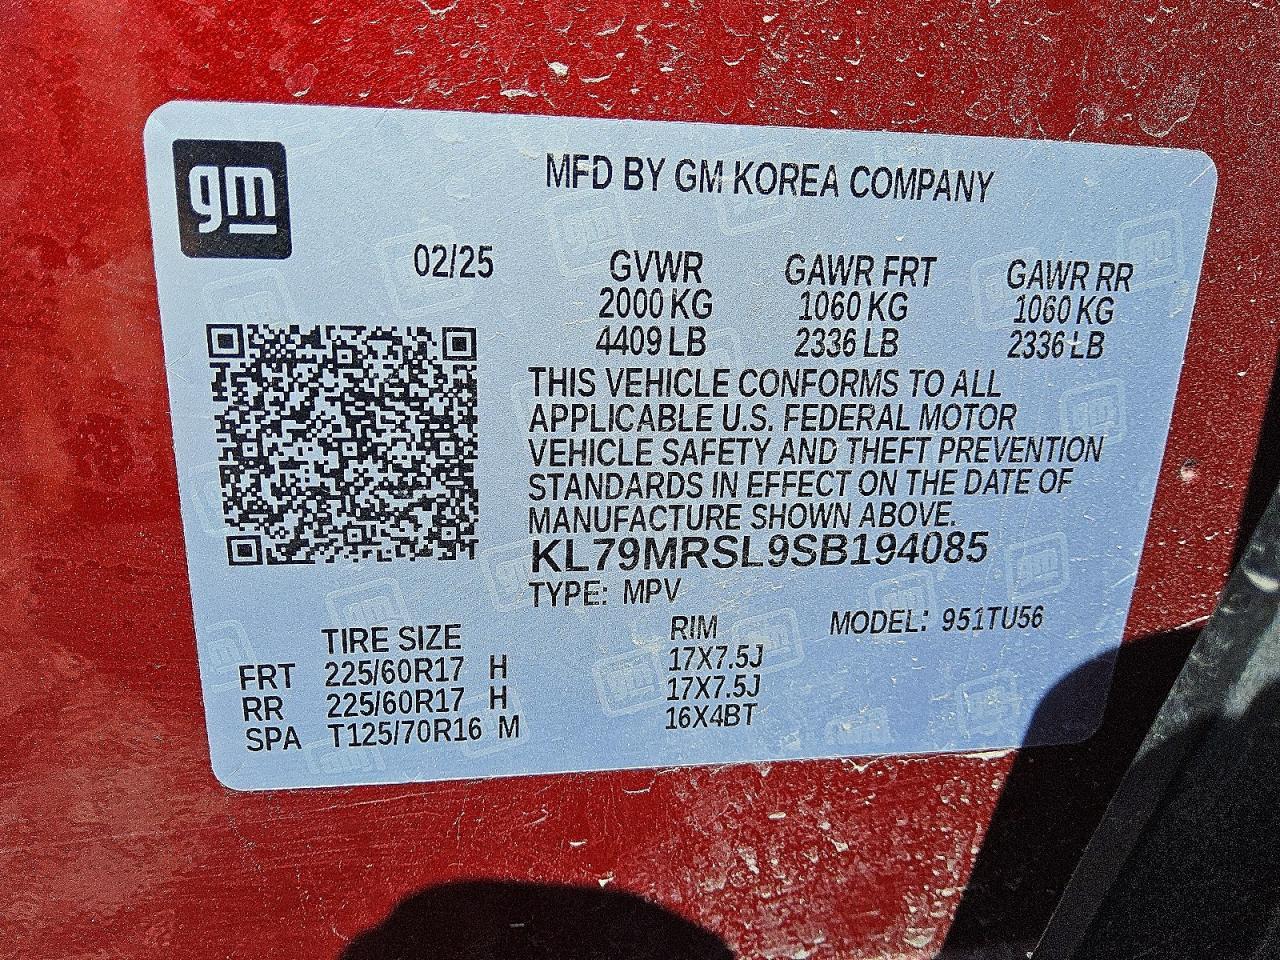 gm
MFD BY GM KOREA COMPANY
02/25 GVWR GAWR FRT GAWR RR
2000 KG 1060 KG 1060 KG
4409 LB 2336 LB 2336 LB
THIS VEHICLE CONFORMS TO ALL
APPLICABLE U.S. FEDERAL MOTOR
VEHICLE SAFETY AND THEFT PREVENTION
STANDARDS IN EFFECT ON THE DATE OF
MANUFACTURE SHOWN ABOVE.
KL79MRSL9SB194085
TYPE: MPV MODEL: 951TU56
TIRE SIZE RIM
FRT 225/60R17 H 17X7.5J
RR 225/60R17 H 17X7.5J
SPA T125/70R16 M 16X4BT